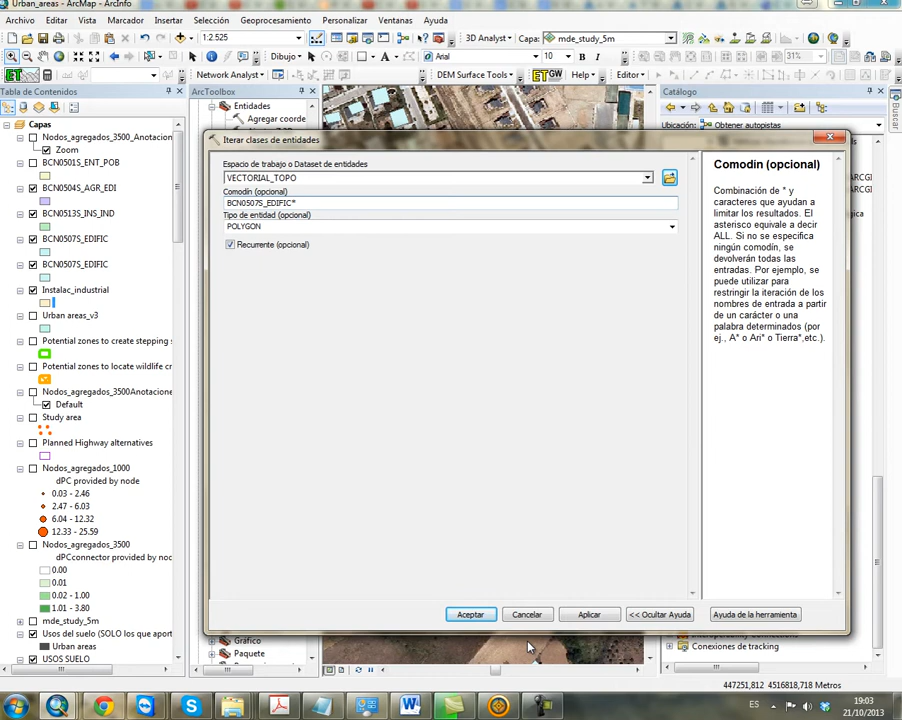 Urban_areas - ArcMap - ArcInfo
Archivo Editar Vista Marcador Insertar Selección Geoprocesamiento Personalizar Ventanas Ayuda
1:2.525 3D Analyst Capa: mde_study_5m
Dibujo Arial 10 B I 31%
ET Network Analyst DEM Surface Tools ET GW Help Editor
Tabla de Contenidos
ArcToolbox
Catálogo
Buscar
Ubicación: Obtener autopistas
Capas
Nodos_agregados_3500_Anotacion
Zoom
BCN0501S_ENT_POB
BCN0504S_AGR_EDI
BCN0513S_INS_IND
BCN0507S_EDIFIC
BCN0507S_EDIFIC
Instalac_industrial
Urban areas_v3
Potential zones to create stepping s
Potential zones to locate wildlife cr
Nodos_agregados_3500Anotacione
Default
Study area
Planned Highway alternatives
Nodos_agregados_1000
dPC provided by node
0.03 - 2.46
2.47 - 6.03
6.04 - 12.32
12.33 - 25.59
Nodos_agregados_3500
dPCconnector provided by noc
0.00
0.01
0.02 - 1.00
1.01 - 3.80
mde_study_5m
Usos del suelo (SOLO los que aport
Urban areas
USOS SUELO
Entidades
Agregar coorde
Iterar clases de entidades
Espacio de trabajo o Dataset de entidades
VECTORIAL_TOPO
Comodín (opcional)
BCN0507S_EDIFIC*
Tipo de entidad (opcional)
POLYGON
Recurrente (opcional)
Comodín (opcional)
Combinación de * y
caracteres que ayudan a
limitar los resultados. El
asterisco equivale a decir
ALL. Si no se especifica
ningún comodín, se
devolverán todas las
entradas. Por ejemplo, se
puede utilizar para
restringir la iteración de los
nombres de entrada a partir
de un carácter o una
palabra determinados (por
ej., A* o Ari* o Tierra*,etc.).
Aceptar Cancelar Aplicar << Ocultar Ayuda Ayuda de la herramienta
Gráfico
Paquete
Conexiones de tracking
447251,812 4516818,718 Metros
ES 19:03
21/10/2013